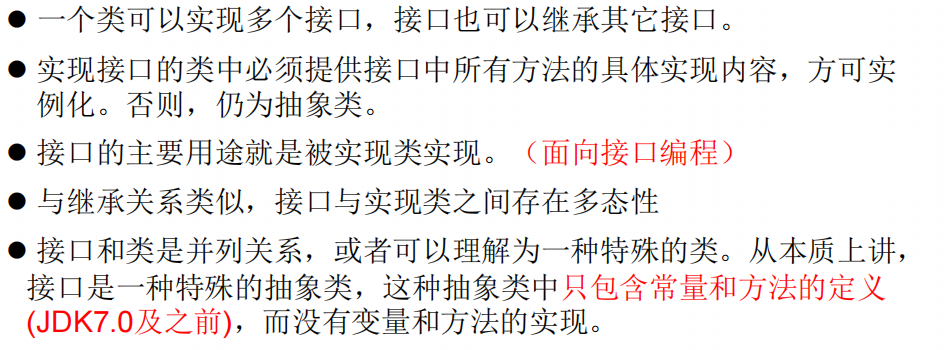 ● 一个类可以实现多个接口，接口也可以继承其它接口。
● 实现接口的类中必须提供接口中所有方法的具体实现内容，方可实
例化。否则，仍为抽象类。
● 接口的主要用途就是被实现类实现。（面向接口编程）
● 与继承关系类似，接口与实现类之间存在多态性
● 接口和类是并列关系，或者可以理解为一种特殊的类。从本质上讲，
接口是一种特殊的抽象类，这种抽象类中只包含常量和方法的定义
(JDK7.0及之前)，而没有变量和方法的实现。